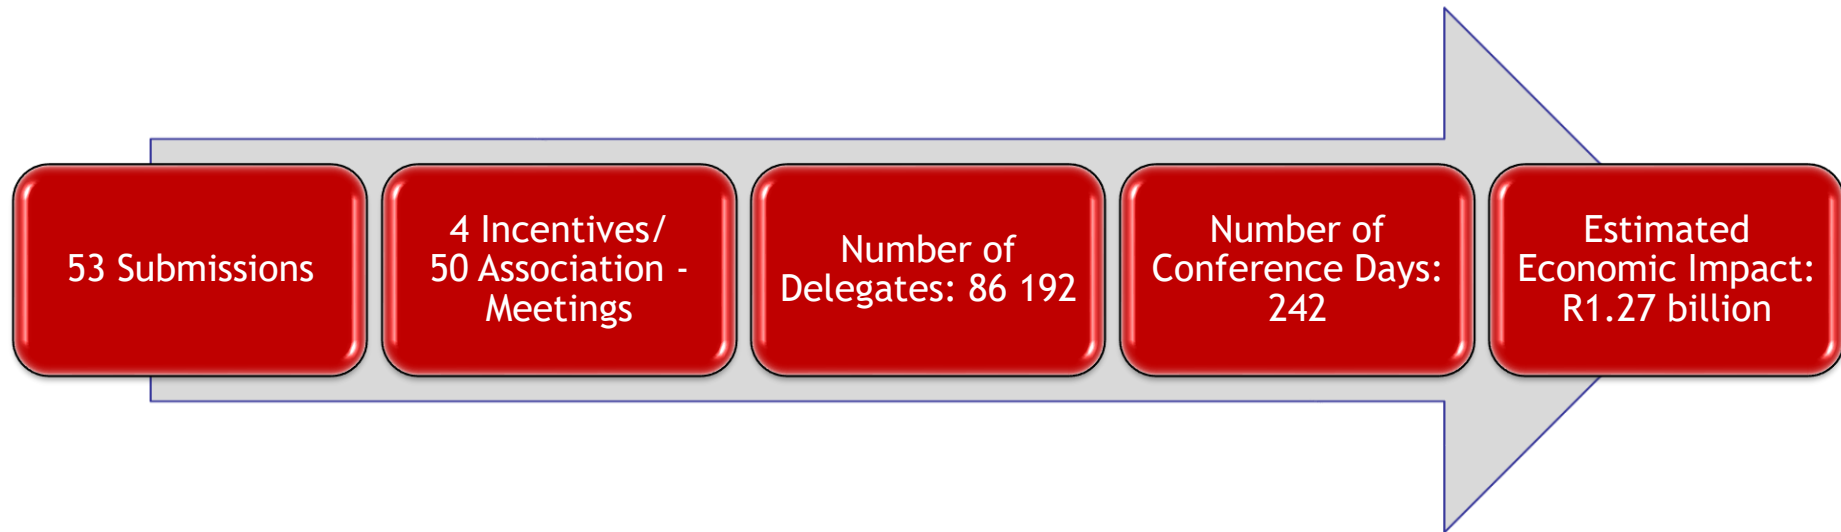 53 Submissions
4 Incentives/
50 Association -
Meetings
Number of
Delegates: 86 192
Number of
Conference Days:
242
Estimated
Economic Impact:
R1.27 billion